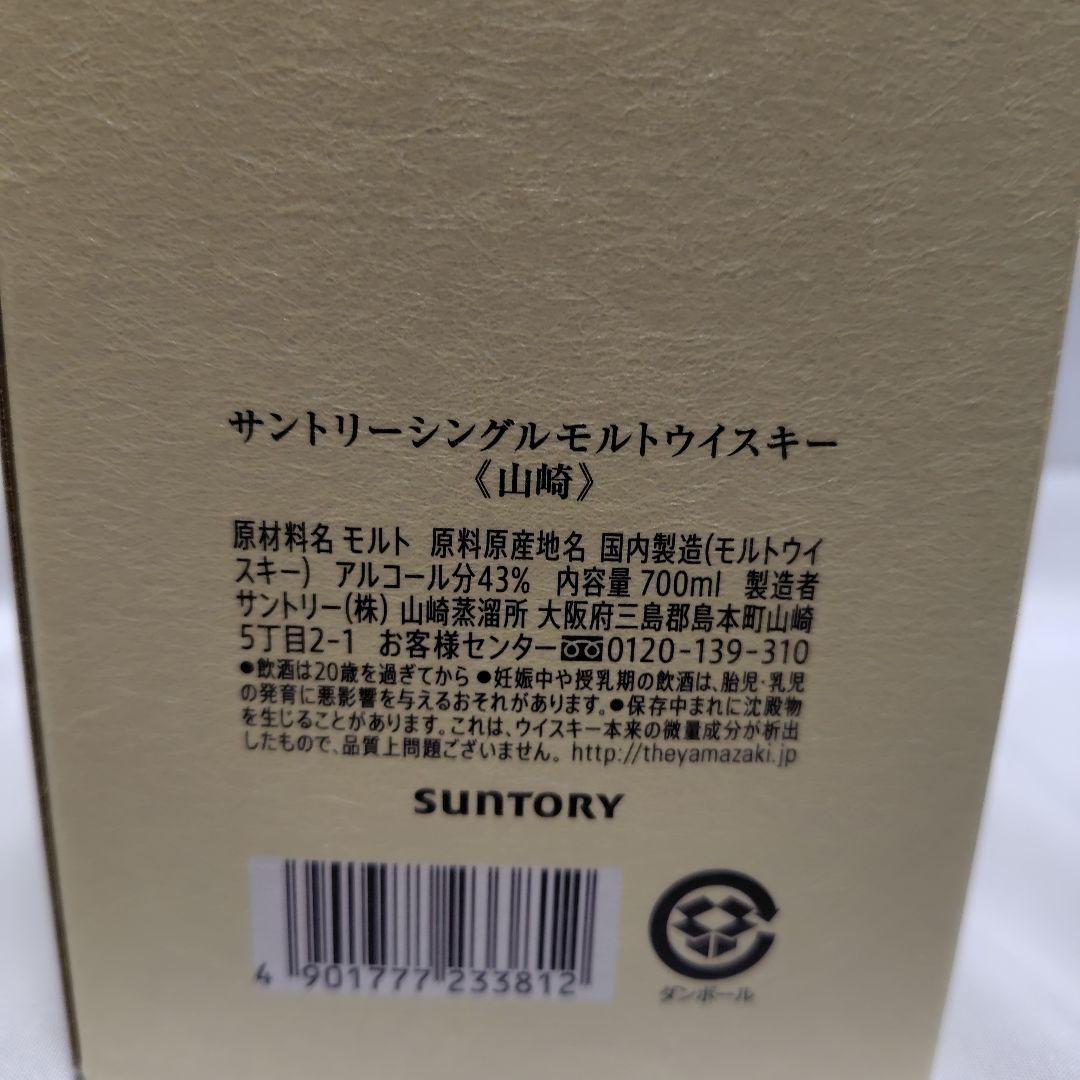 サントリーシングルモルトウイスキー
《山崎》
原材料名 モルト 原料原産地名 国内製造(モルトウイ
スキー) アルコール分43% 内容量 700ml 製造者
サントリー(株) 山崎蒸溜所 大阪府三島郡島本町山崎
5丁目2-1 お客様センター 0120-139-310
●飲酒は20歳を過ぎてから ●妊娠中や授乳期の飲酒は、胎児・乳児
の発育に悪影響を与えるおそれがあります。●保存中まれに沈殿物
を生じることがあります。これは、ウイスキー本来の微量成分が析出
したもので、品質上問題ございません。 http://theyamazaki.jp
SUNTORY
4 901777 233812
ダンボール